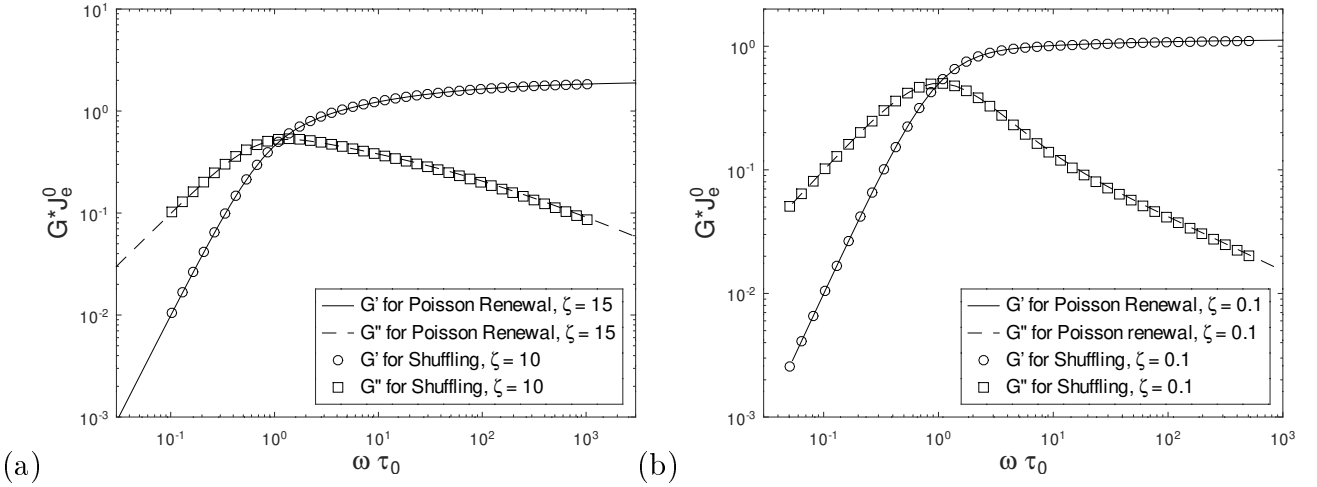 10^1
10^0
10^-1
10^-2
10^-3
G*J_e^0
10^-1
10^0
10^1
10^2
10^3
ω τ_0
G' for Poisson Renewal, ζ = 15
G'' for Poisson Renewal, ζ = 15
G' for Shuffling, ζ = 10
G'' for Shuffling, ζ = 10
(a)
10^0
10^-1
10^-2
10^-3
G*J_e^0
10^-1
10^0
10^1
10^2
10^3
ω τ_0
G' for Poisson Renewal, ζ = 0.1
G'' for Poisson renewal, ζ = 0.1
G' for Shuffling, ζ = 0.1
G'' for Shuffling, ζ = 0.1
(b)